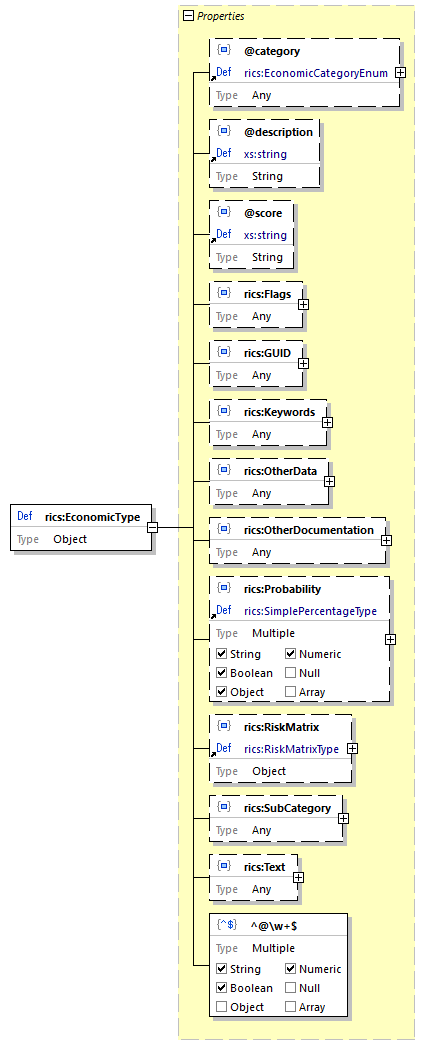 Properties
@category
Def rics:EconomicCategoryEnum
Type Any
@description
Def xs:string
Type String
@score
Def xs:string
Type String
rics:Flags
Type Any
rics:GUID
Type Any
rics:Keywords
Type Any
rics:OtherData
Type Any
Def rics:EconomicType
Type Object
rics:OtherDocumentation
Type Any
rics:Probability
Def rics:SimplePercentageType
Type Multiple
String Numeric
Boolean Null
Object Array
rics:RiskMatrix
Def rics:RiskMatrixType
Type Object
rics:SubCategory
Type Any
rics:Text
Type Any
{^$} ^@\w+$
Type Multiple
String Numeric
Boolean Null
Object Array